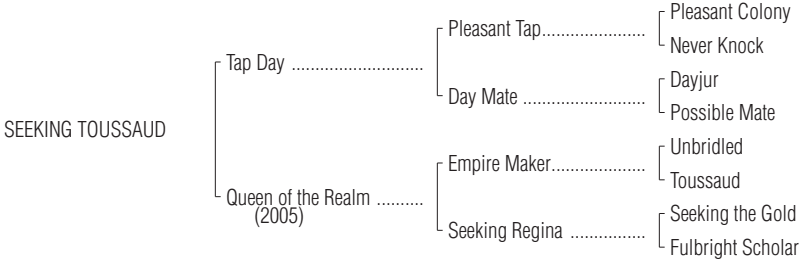 Pleasant Colony
Pleasant Tap......................
Never Knock
Tap Day ............................
Dayjur
Day Mate ..........................
Possible Mate
SEEKING TOUSSAUD
Unbridled
Empire Maker....................
Toussaud
Queen of the Realm ..........
(2005)
Seeking the Gold
Seeking Regina ................
Fulbright Scholar